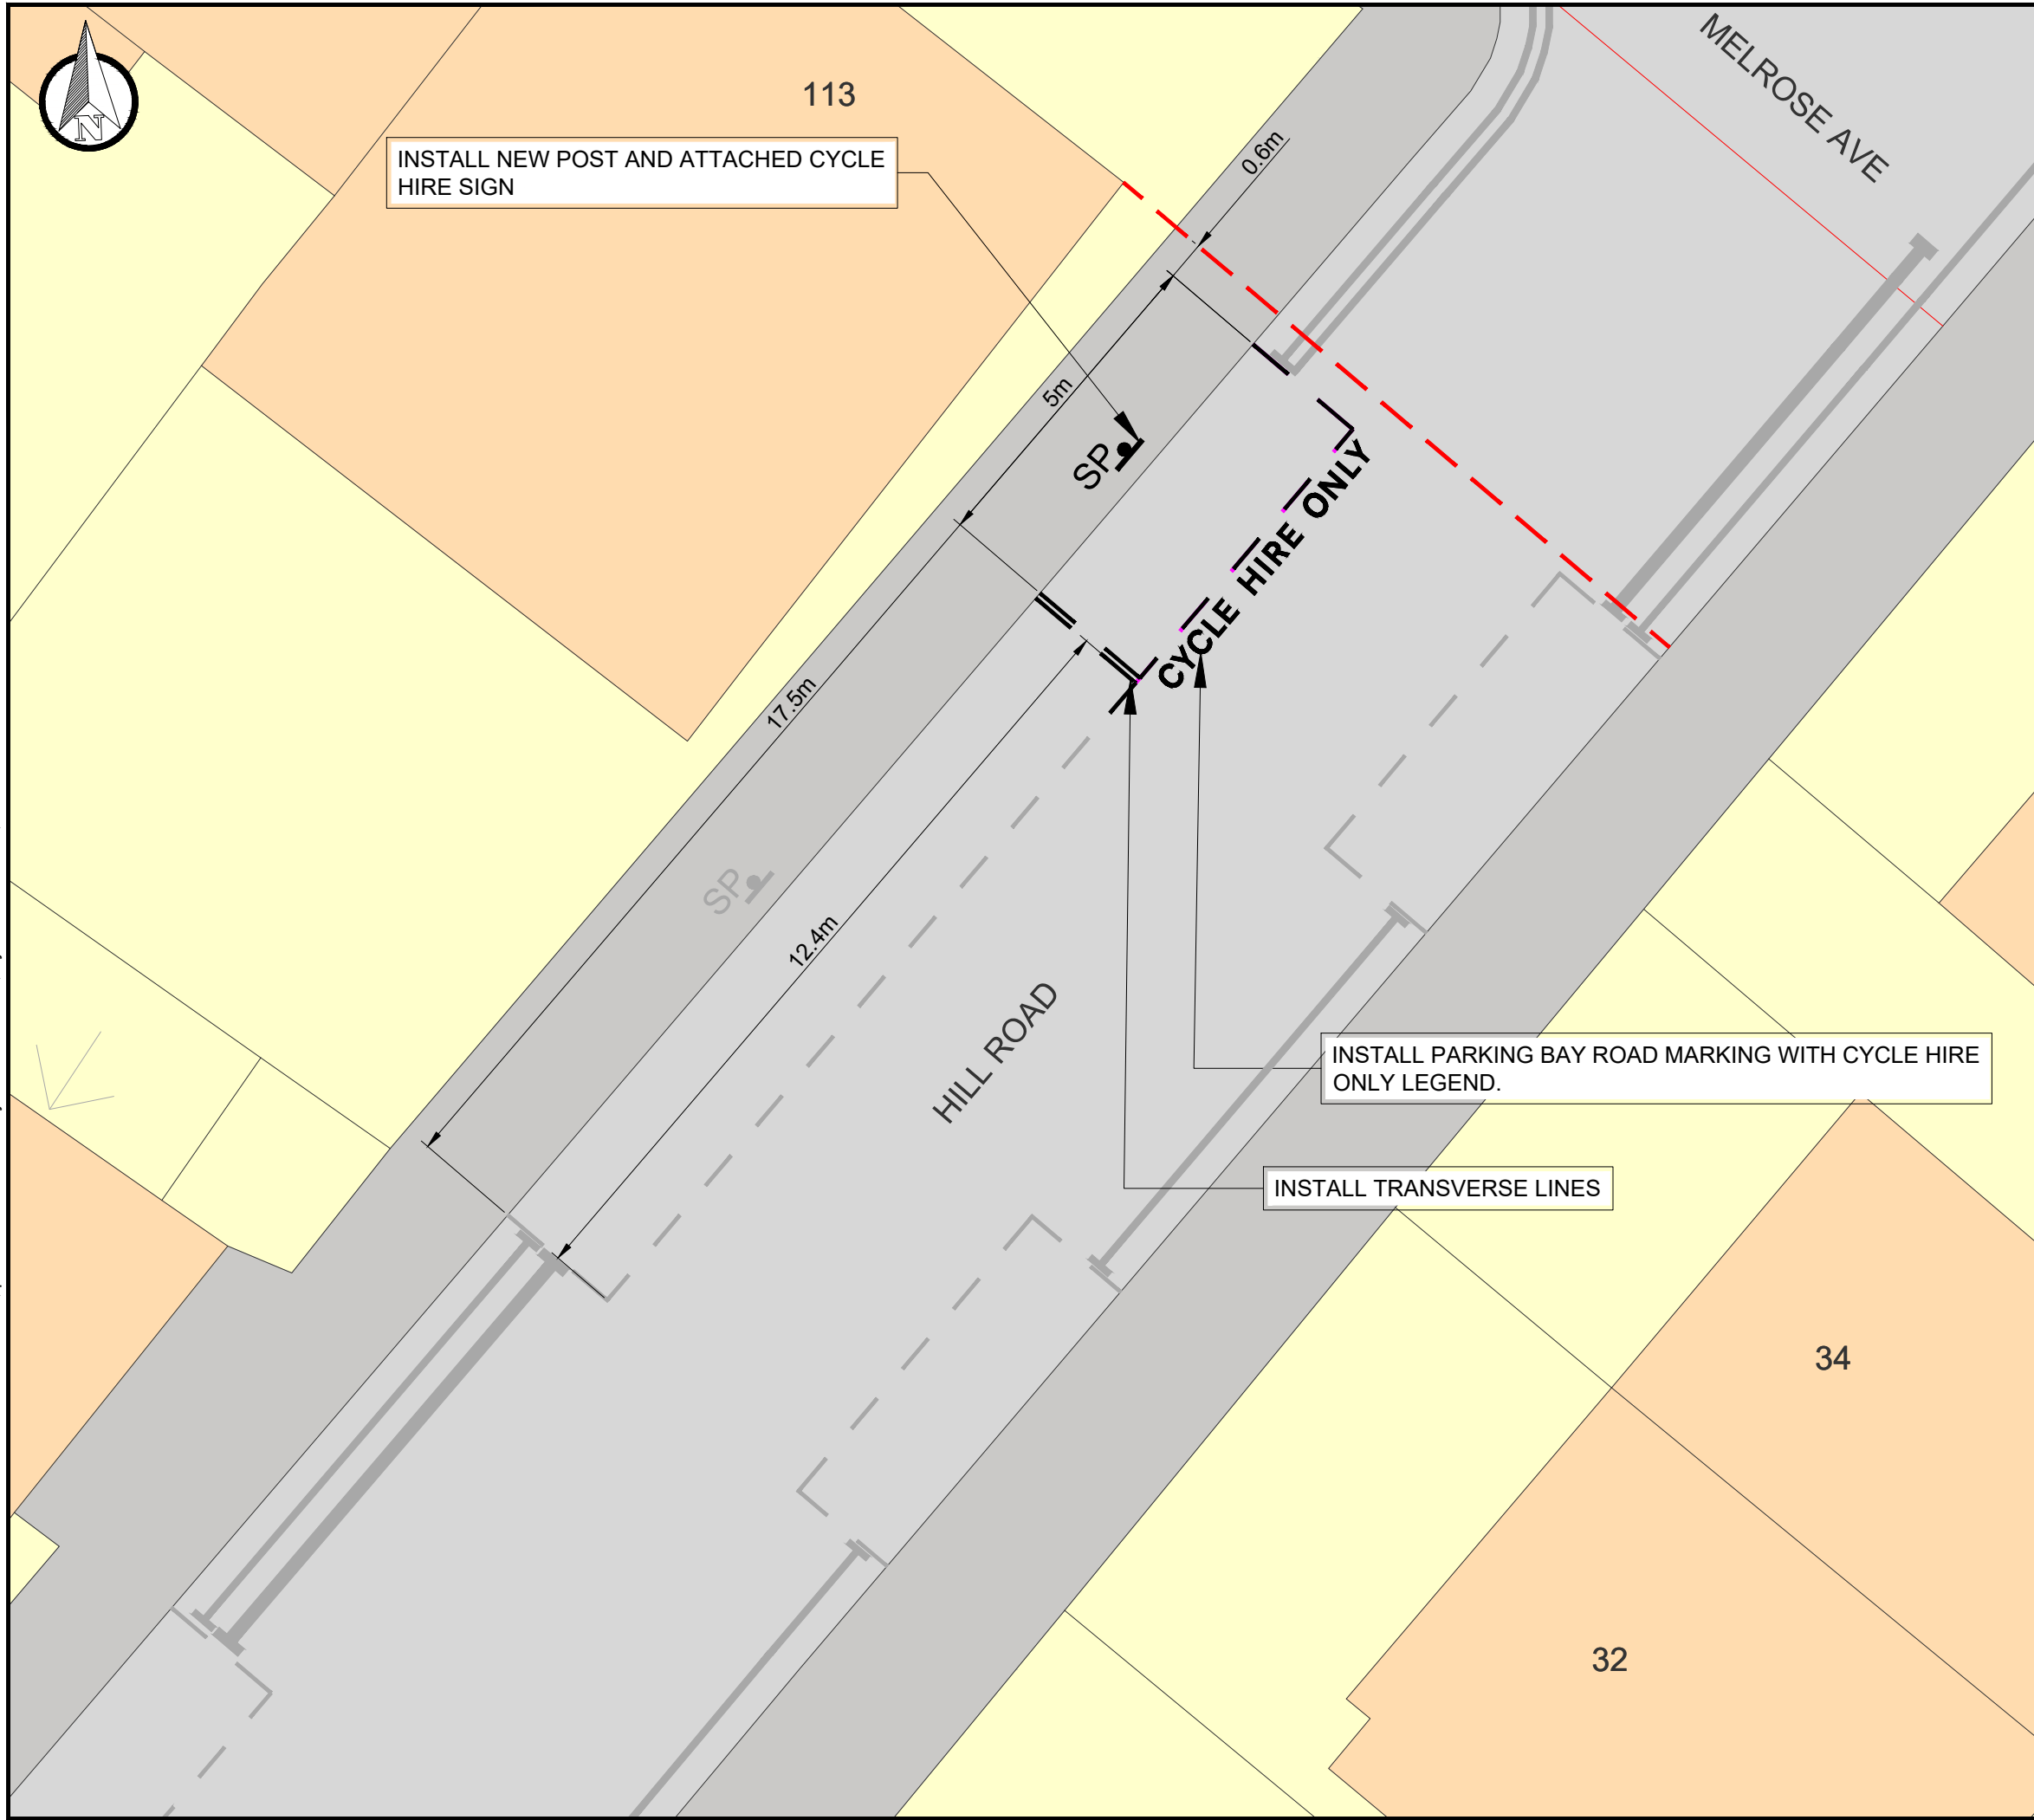 MELROSE AVE
113
N
INSTALL NEW POST AND ATTACHED CYCLE
HIRE SIGN
0.6m
5m
SP
CYCLE HIRE ONLY
17.5m
SP
12.4m
HILL ROAD
INSTALL PARKING BAY ROAD MARKING WITH CYCLE HIRE
ONLY LEGEND.
INSTALL TRANSVERSE LINES
34
32